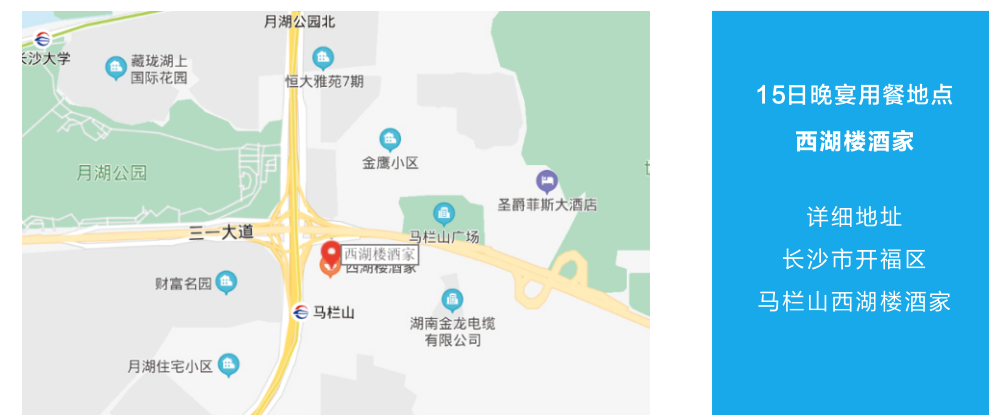 月湖公园北
长沙大学
藏珑湖上
国际花园
恒大雅苑7期
金鹰小区
月湖公园
圣爵菲斯大酒店
三一大道
马栏山广场
西湖楼酒家
西湖楼酒家
财富名园
马栏山
湖南金龙电缆
有限公司
月湖住宅小区
15日晚宴用餐地点
西湖楼酒家
详细地址
长沙市开福区
马栏山西湖楼酒家